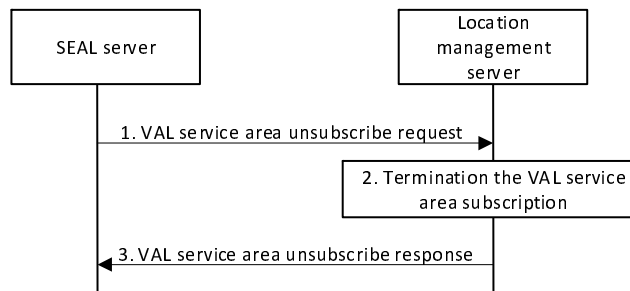 SEAL server
Location
management
server
1. VAL service area unsubscribe request
2. Termination the VAL service
area subscription
3. VAL service area unsubscribe response